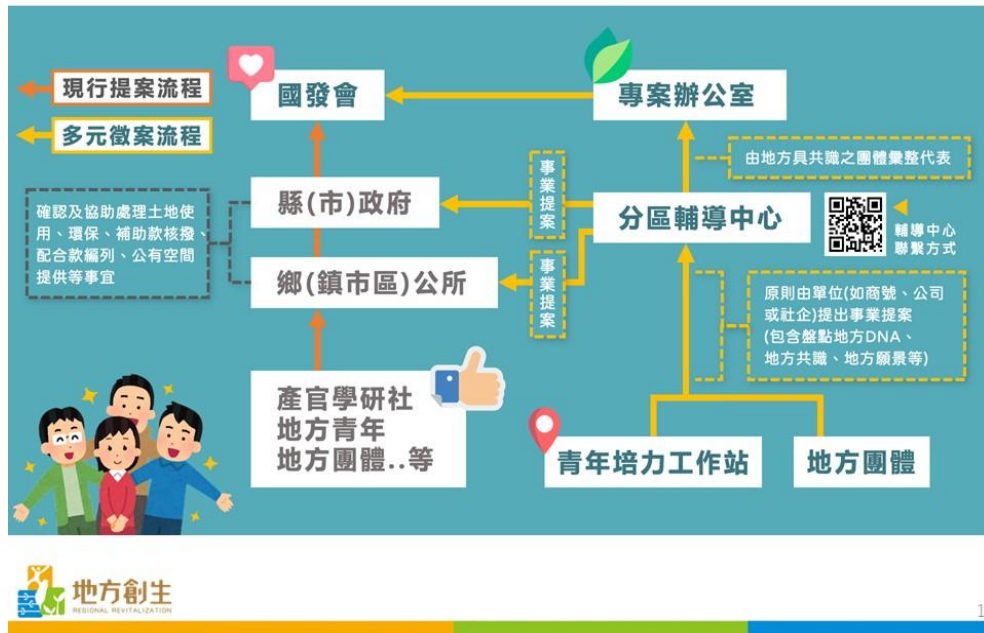 現行提案流程
多元徵案流程
國發會
專案辦公室
由地方具共識之團體彙整代表
事業提案
縣(市)政府
分區輔導中心
輔導中心
聯繫方式
確認及協助處理土地使
用、環保、補助款核撥、
配合款編列、公有空間
提供等事宜
鄉(鎮市區)公所
事業提案
原則由單位(如商號、公司
或社企)提出事業提案
(包含盤點地方DNA、
地方共識、地方願景等)
產官學研社
地方青年
地方團體..等
青年培力工作站
地方團體
地方創生
REGIONAL REVITALIZATION
1